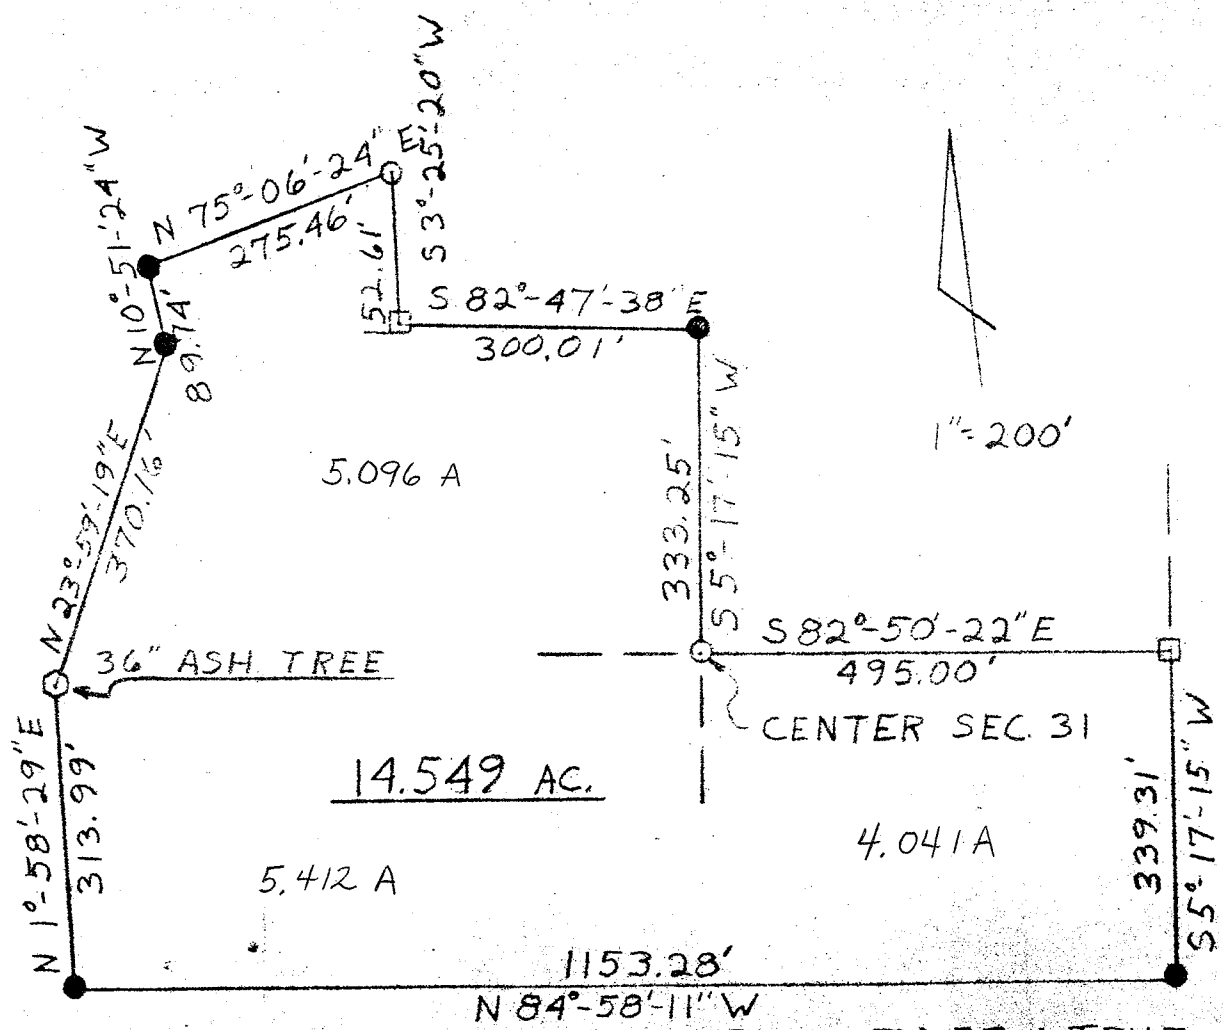 S 3°-25'-20" W
N 75°-06'-24" E
275.46'
N 10°-51'-24" W
89.74'
152.61'
S 82°-47'-38" E
300.01'
1"=200'
N 23°-59'-19" E
370.16'
5.096 A
333.25'
S 5°-17'-15" W
S 82°-50'-22" E
495.00'
36" ASH TREE
CENTER SEC. 31
N 1°-58'-29" E
313.99'
14.549 AC.
4.041 A
339.31'
S 5°-17'-15" W
5.412 A
1153.28'
N 84°-58'-11" W